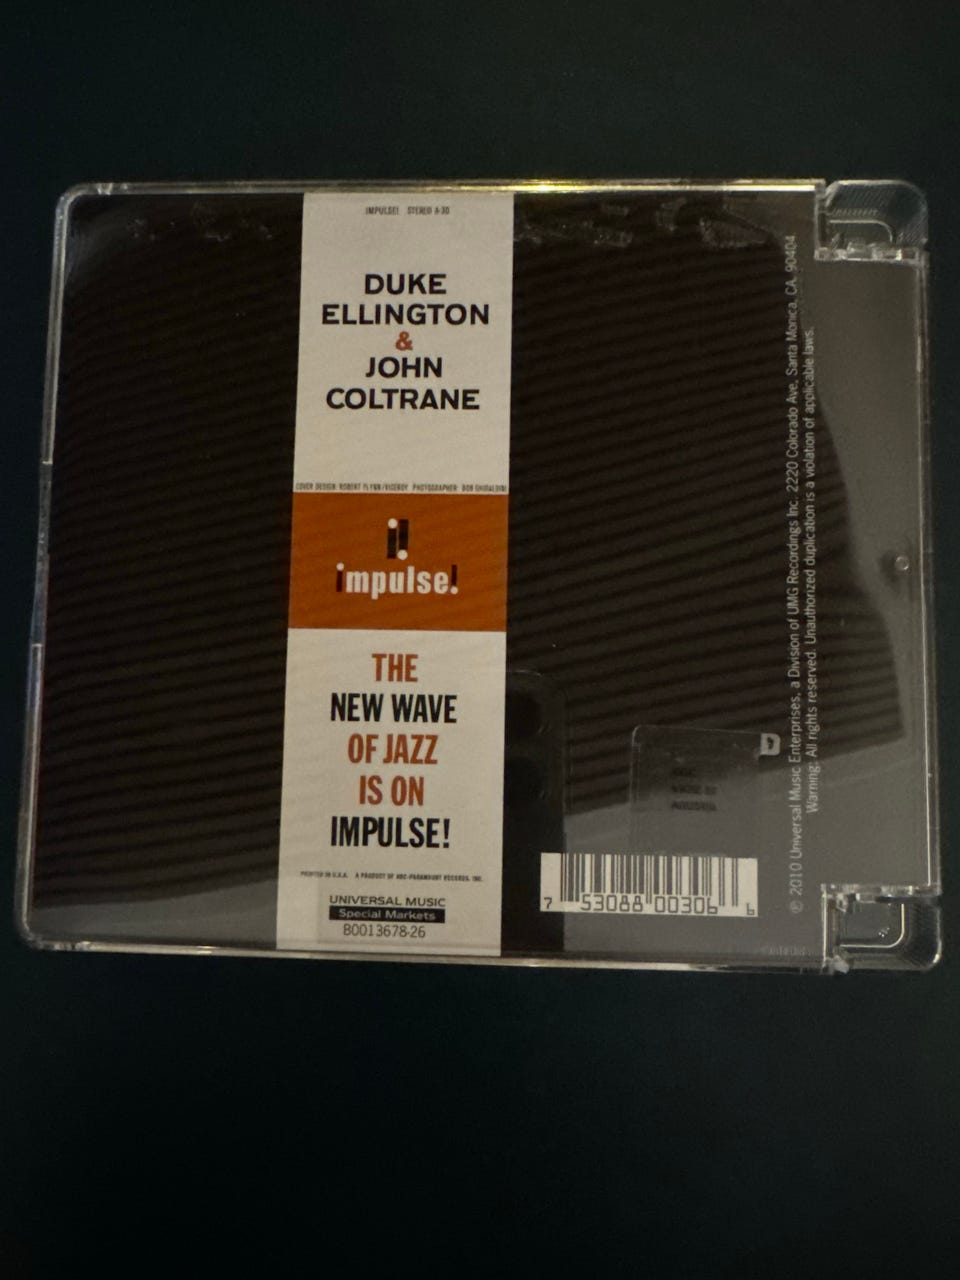 IMPULSE! STEREO A-30
DUKE
ELLINGTON
&
JOHN
COLTRANE
COVER DESIGN: ROBERT FLYNN/VICEROY PHOTOGRAPHER: BOB GHIRALDINI
i!
impulse!
THE
NEW WAVE
OF JAZZ
IS ON
IMPULSE!
PRINTED IN U.S.A. A PRODUCT OF ABC-PARAMOUNT RECORDS, INC.
UNIVERSAL MUSIC
Special Markets
B0013678-26
7 53088 00306 6
℗ 2010 Universal Music Enterprises, a Division of UMG Recordings Inc. 2220 Colorado Ave, Santa Monica, CA. 90404
Warning: All rights reserved. Unauthorized duplication is a violation of applicable laws.